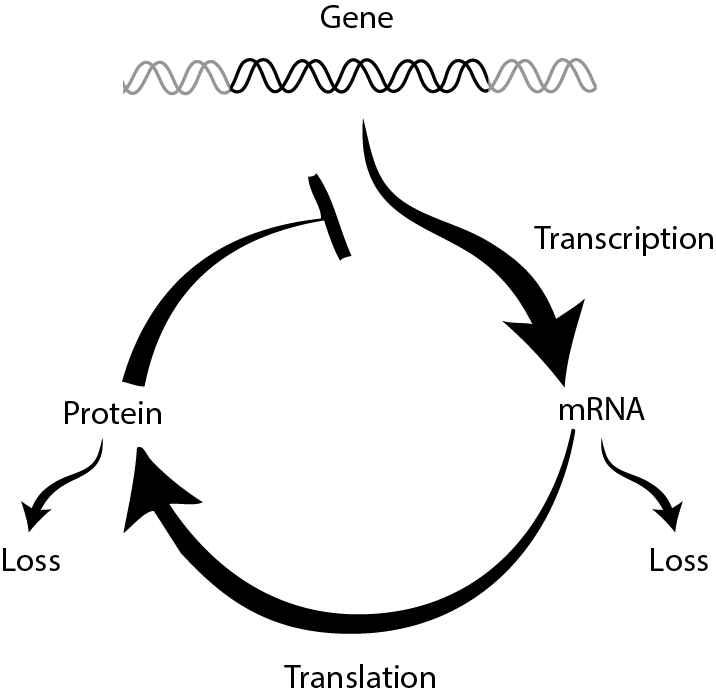 Gene
Transcription
Protein
mRNA
Loss
Loss
Translation